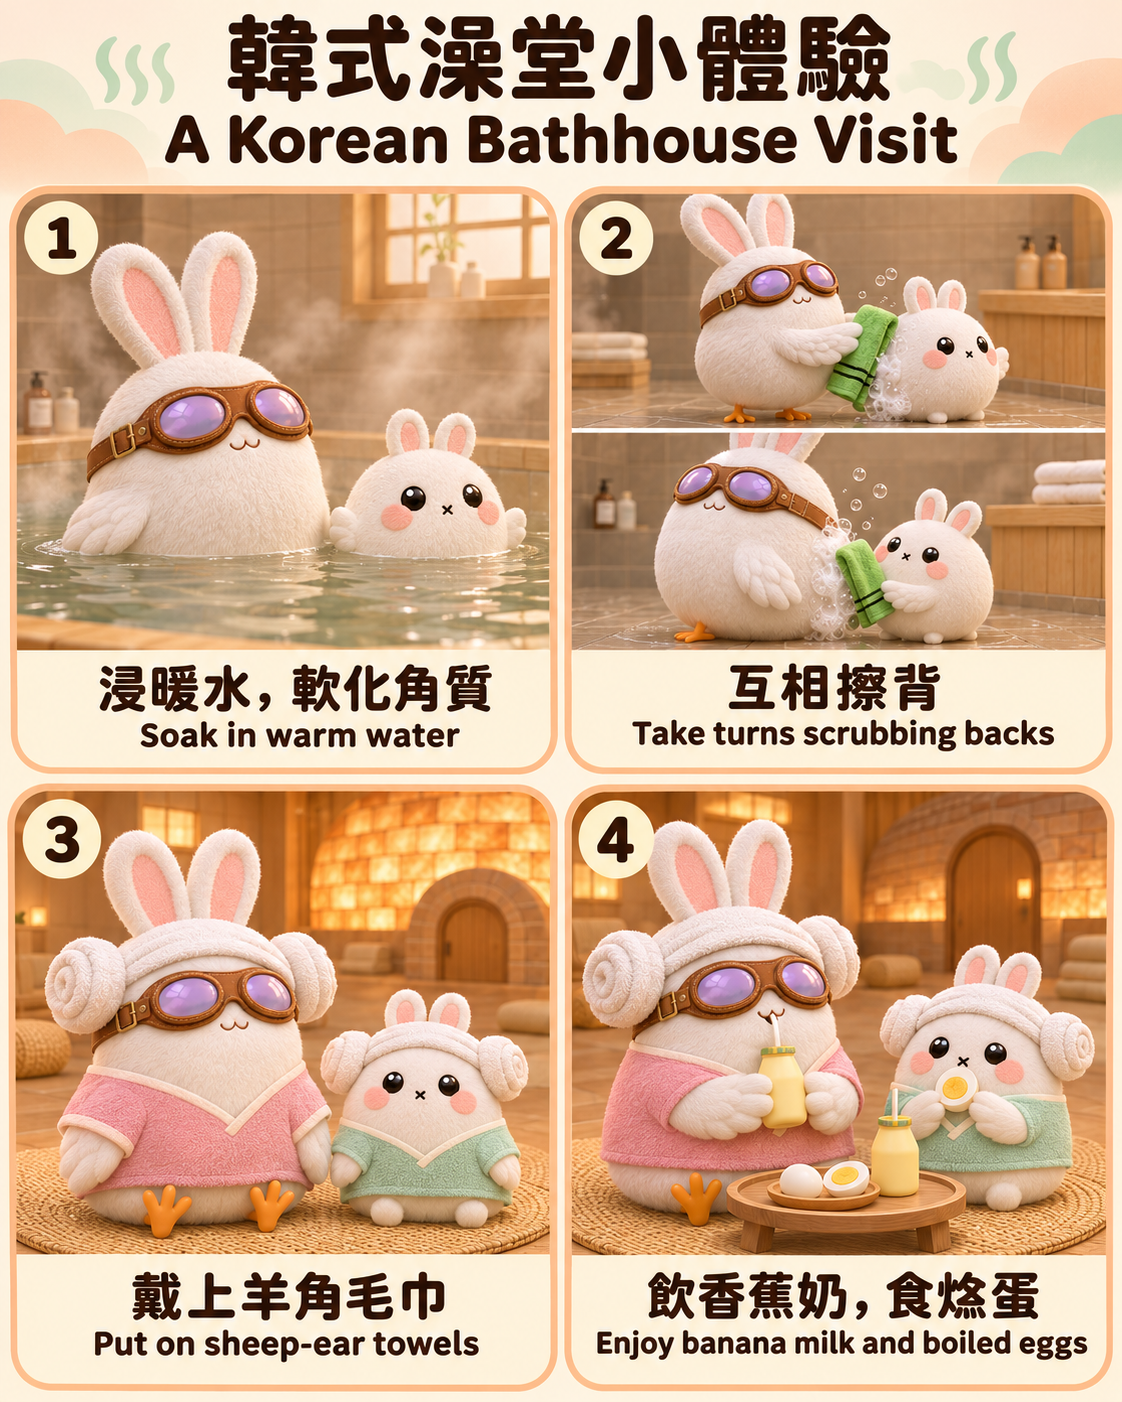 韓式澡堂小體驗
A Korean Bathhouse Visit
1
浸暖水，軟化角質
Soak in warm water
2
互相擦背
Take turns scrubbing backs
3
戴上羊角毛巾
Put on sheep-ear towels
4
飲香蕉奶，食焓蛋
Enjoy banana milk and boiled eggs